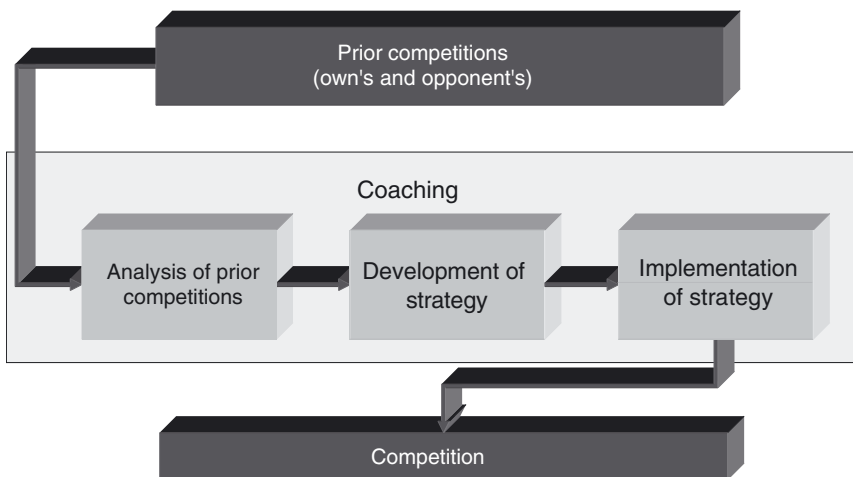 Prior competitions
(own's and opponent's)
Coaching
Analysis of prior
competitions
Development of
strategy
Implementation
of strategy
Competition